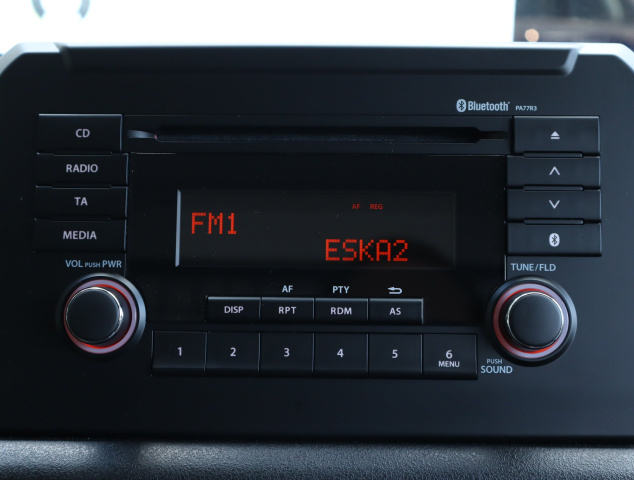 Bluetooth PA77R3
CD
RADIO
TA
MEDIA
AF REG
FM1
ESKA2
VOL PUSH PWR
TUNE/FLD
AF PTY
DISP RPT RDM AS
1 2 3 4 5 6
MENU
PUSH
SOUND